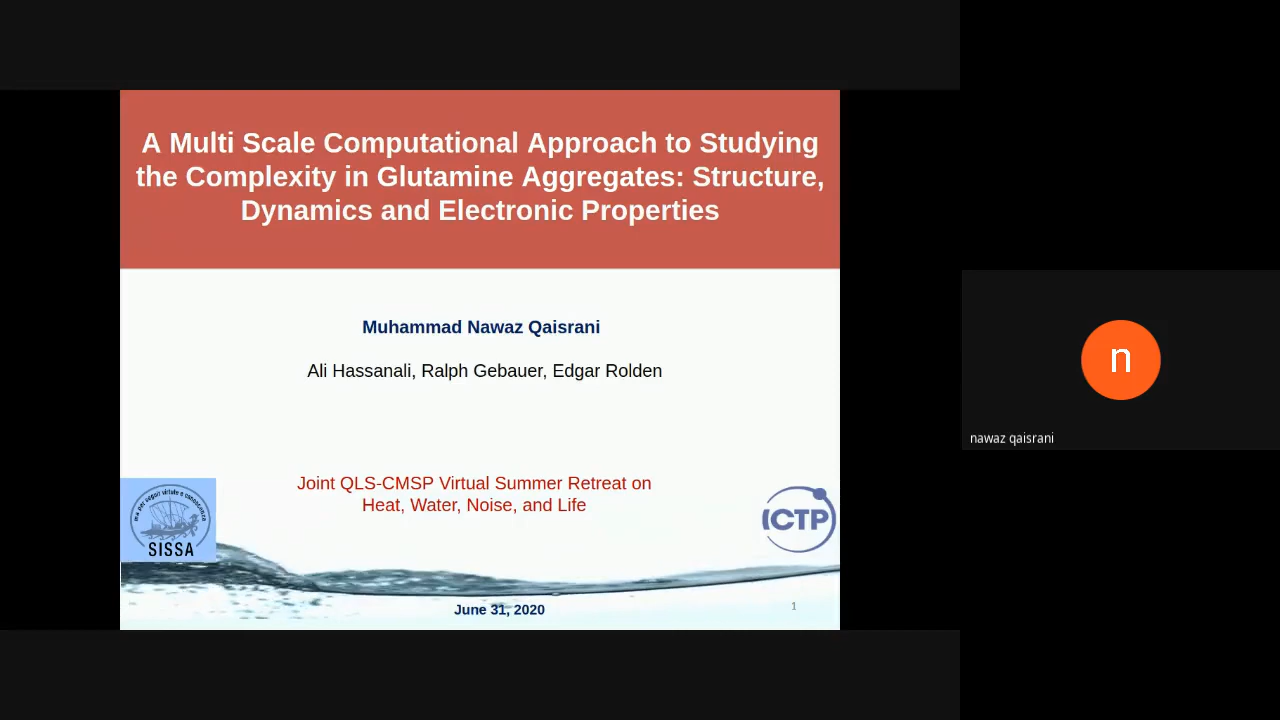 A Multi Scale Computational Approach to Studying
the Complexity in Glutamine Aggregates: Structure,
Dynamics and Electronic Properties
Muhammad Nawaz Qaisrani
Ali Hassanali, Ralph Gebauer, Edgar Rolden
Joint QLS-CMSP Virtual Summer Retreat on
Heat, Water, Noise, and Life
SISSA
ICTP
June 31, 2020
1
n
nawaz qaisrani